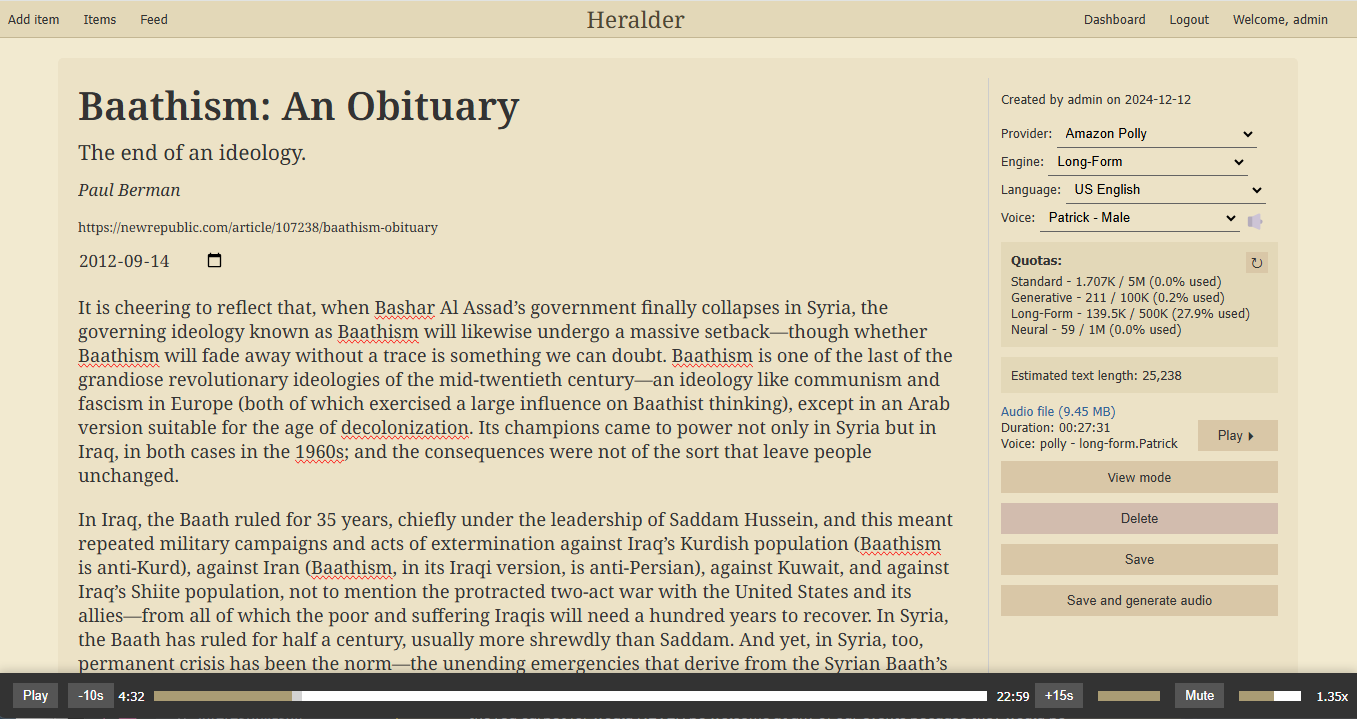 Add item Items Feed Heralder Dashboard Logout Welcome, admin
Baathism: An Obituary
The end of an ideology.
Paul Berman
https://newrepublic.com/article/107238/baathism-obituary
2012-09-14
It is cheering to reflect that, when Bashar Al Assad’s government finally collapses in Syria, the
governing ideology known as Baathism will likewise undergo a massive setback—though whether
Baathism will fade away without a trace is something we can doubt. Baathism is one of the last of the
grandiose revolutionary ideologies of the mid-twentieth century—an ideology like communism and
fascism in Europe (both of which exercised a large influence on Baathist thinking), except in an Arab
version suitable for the age of decolonization. Its champions came to power not only in Syria but in
Iraq, in both cases in the 1960s; and the consequences were not of the sort that leave people
unchanged.
In Iraq, the Baath ruled for 35 years, chiefly under the leadership of Saddam Hussein, and this meant
repeated military campaigns and acts of extermination against Iraq’s Kurdish population (Baathism
is anti-Kurd), against Iran (Baathism, in its Iraqi version, is anti-Persian), against Kuwait, and against
Iraq’s Shiite population, not to mention the protracted two-act war with the United States and its
allies—from all of which the poor and suffering Iraqis will need a hundred years to recover. In Syria,
the Baath has ruled for half a century, usually more shrewdly than Saddam. And yet, in Syria, too,
permanent crisis has been the norm—the unending emergencies that derive from the Syrian Baath’s
Created by admin on 2024-12-12
Provider: Amazon Polly
Engine: Long-Form
Language: US English
Voice: Patrick - Male
Quotas: ↻
Standard - 1.707K / 5M (0.0% used)
Generative - 211 / 100K (0.2% used)
Long-Form - 139.5K / 500K (27.9% used)
Neural - 59 / 1M (0.0% used)
Estimated text length: 25,238
Audio file (9.45 MB)
Duration: 00:27:31
Voice: polly - long-form.Patrick
Play
View mode
Delete
Save
Save and generate audio
Play -10s 4:32 22:59 +15s Mute 1.35x